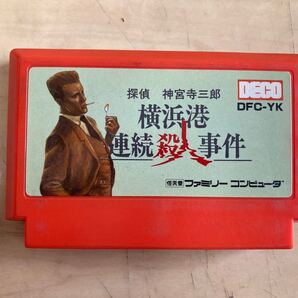 DECO
DFC-YK
探偵 神宮寺三郎
横浜港
連続殺人事件
任天堂 ファミリー コンピュータ